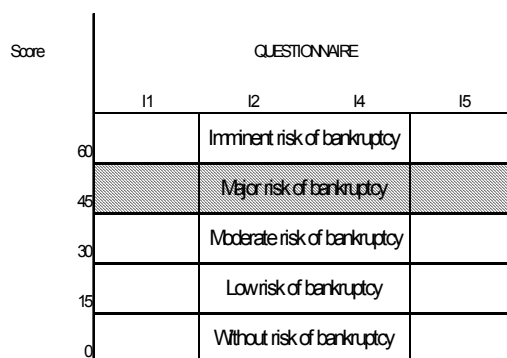 Score QUESTIONNAIRE
I1 I2 I4 I5
Imminent risk of bankruptcy
60
Major risk of bankruptcy
45
Moderate risk of bankruptcy
30
Low risk of bankruptcy
15
Without risk of bankruptcy
0